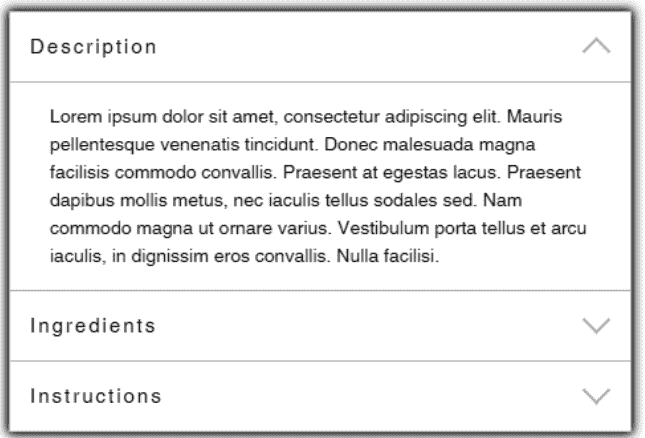 Description
Lorem ipsum dolor sit amet, consectetur adipiscing elit. Mauris
pellentesque venenatis tincidunt. Donec malesuada magna
facilisis commodo convallis. Praesent at egestas lacus. Praesent
dapibus mollis metus, nec iaculis tellus sodales sed. Nam
commodo magna ut ornare varius. Vestibulum porta tellus et arcu
iaculis, in dignissim eros convallis. Nulla facilisi.
Ingredients
Instructions